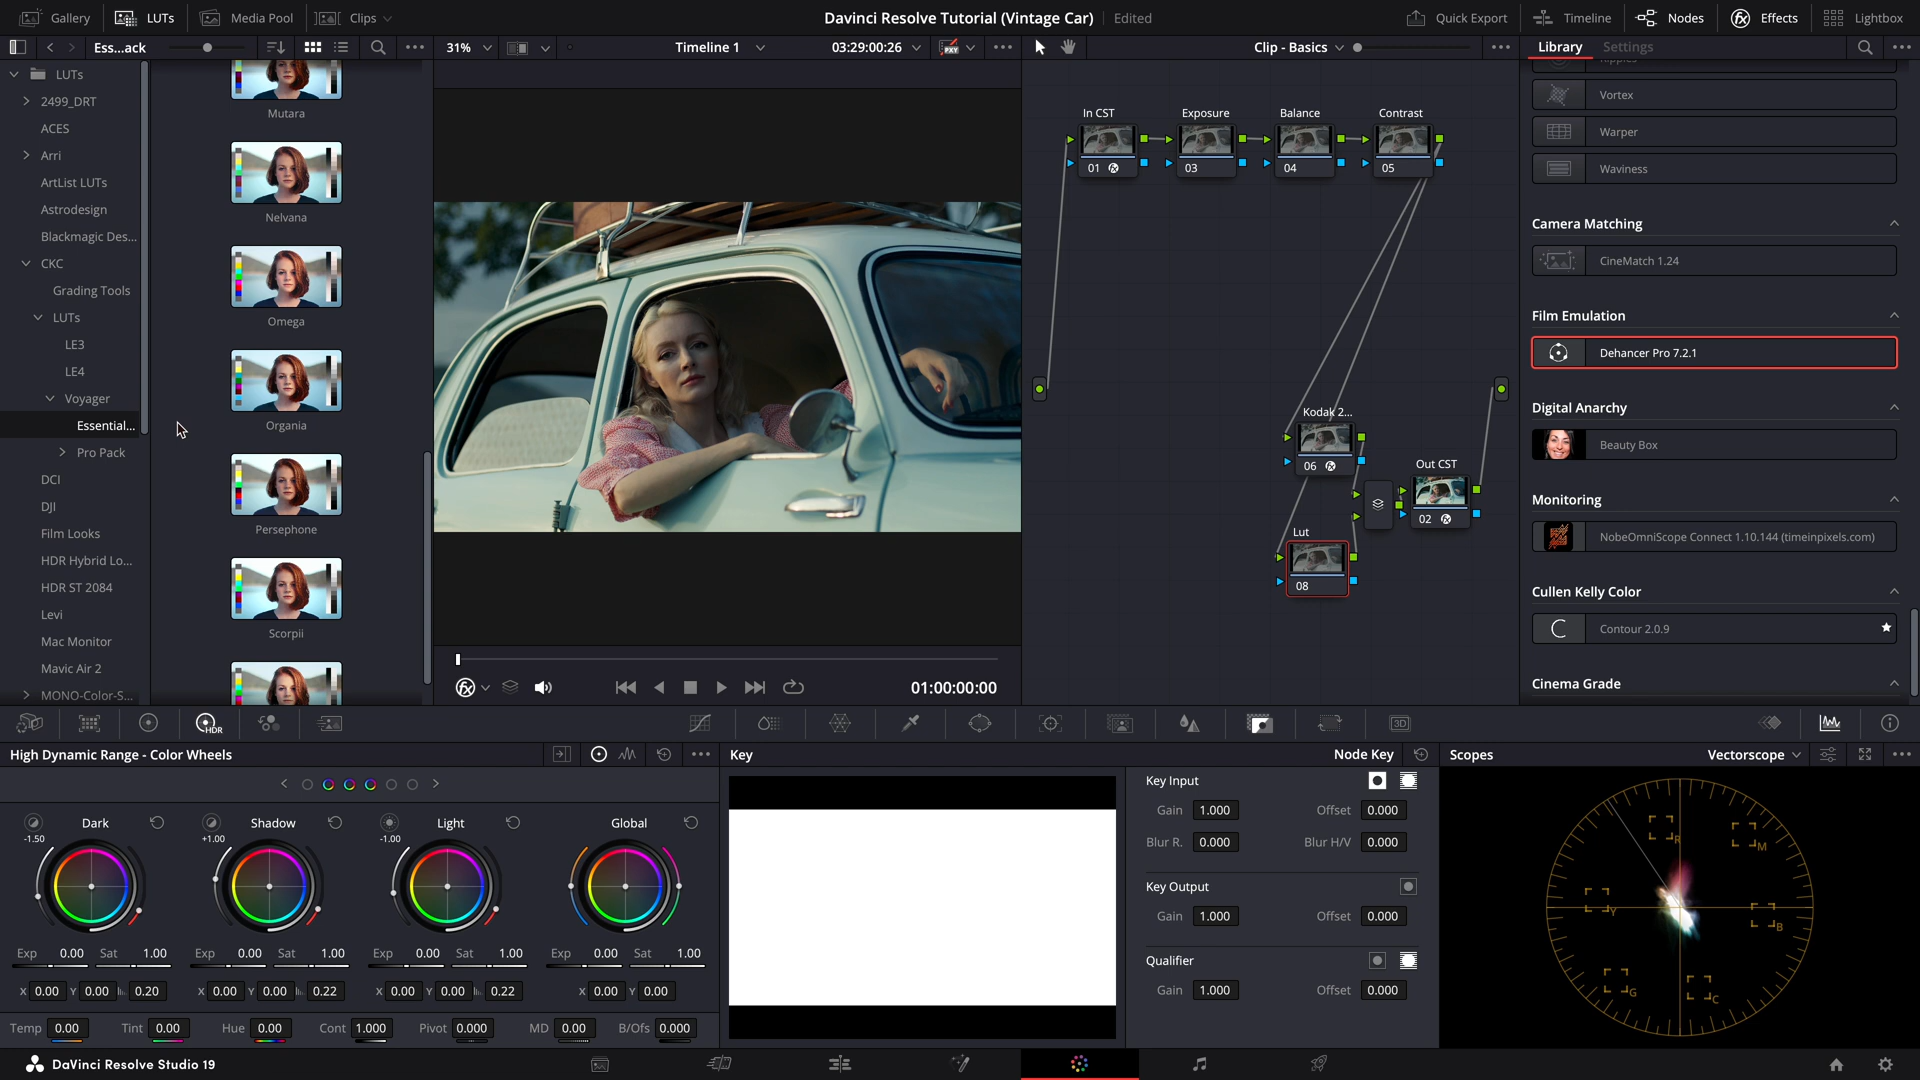 Gallery LUTs Media Pool Clips
Davinci Resolve Tutorial (Vintage Car) Edited
Quick Export Timeline Nodes Effects Lightbox
Ess...ack
31% Timeline 1 03:29:00:26
Clip - Basics
Library Settings
LUTs
2499_DRT
ACES
Arri
ArtList LUTs
Astrodesign
Blackmagic Des...
CKC
Grading Tools
LUTs
LE3
LE4
Voyager
Essential...
Pro Pack
DCI
DJI
Film Looks
HDR Hybrid Lo...
HDR ST 2084
Levi
Mac Monitor
Mavic Air 2
MONO-Color-S...
Mutara
Nelvana
Omega
Organia
Persephone
Scorpii
01:00:00:00
In CST Exposure Balance Contrast
01 03 04 05
Kodak 2...
06
Out CST
02
Lut
08
Vortex
Warper
Waviness
Camera Matching
CineMatch 1.24
Film Emulation
Dehancer Pro 7.2.1
Digital Anarchy
Beauty Box
Monitoring
NobeOmniScope Connect 1.10.144 (timeinpixels.com)
Cullen Kelly Color
Contour 2.0.9
Cinema Grade
HDR
3D
High Dynamic Range - Color Wheels
Dark Shadow Light Global
-1.50 +1.00 -1.00
Exp 0.00 Sat 1.00 Exp 0.00 Sat 1.00 Exp 0.00 Sat 1.00 Exp 0.00 Sat 1.00
X 0.00 Y 0.00 0.20 X 0.00 Y 0.00 0.22 X 0.00 Y 0.00 0.22 X 0.00 Y 0.00
Temp 0.00 Tint 0.00 Hue 0.00 Cont 1.000 Pivot 0.000 MD 0.00 B/Ofs 0.000
Key Node Key
Key Input
Gain 1.000 Offset 0.000
Blur R. 0.000 Blur H/V 0.000
Key Output
Gain 1.000 Offset 0.000
Qualifier
Gain 1.000 Offset 0.000
Scopes Vectorscope
R
M
Y
B
G
C
DaVinci Resolve Studio 19